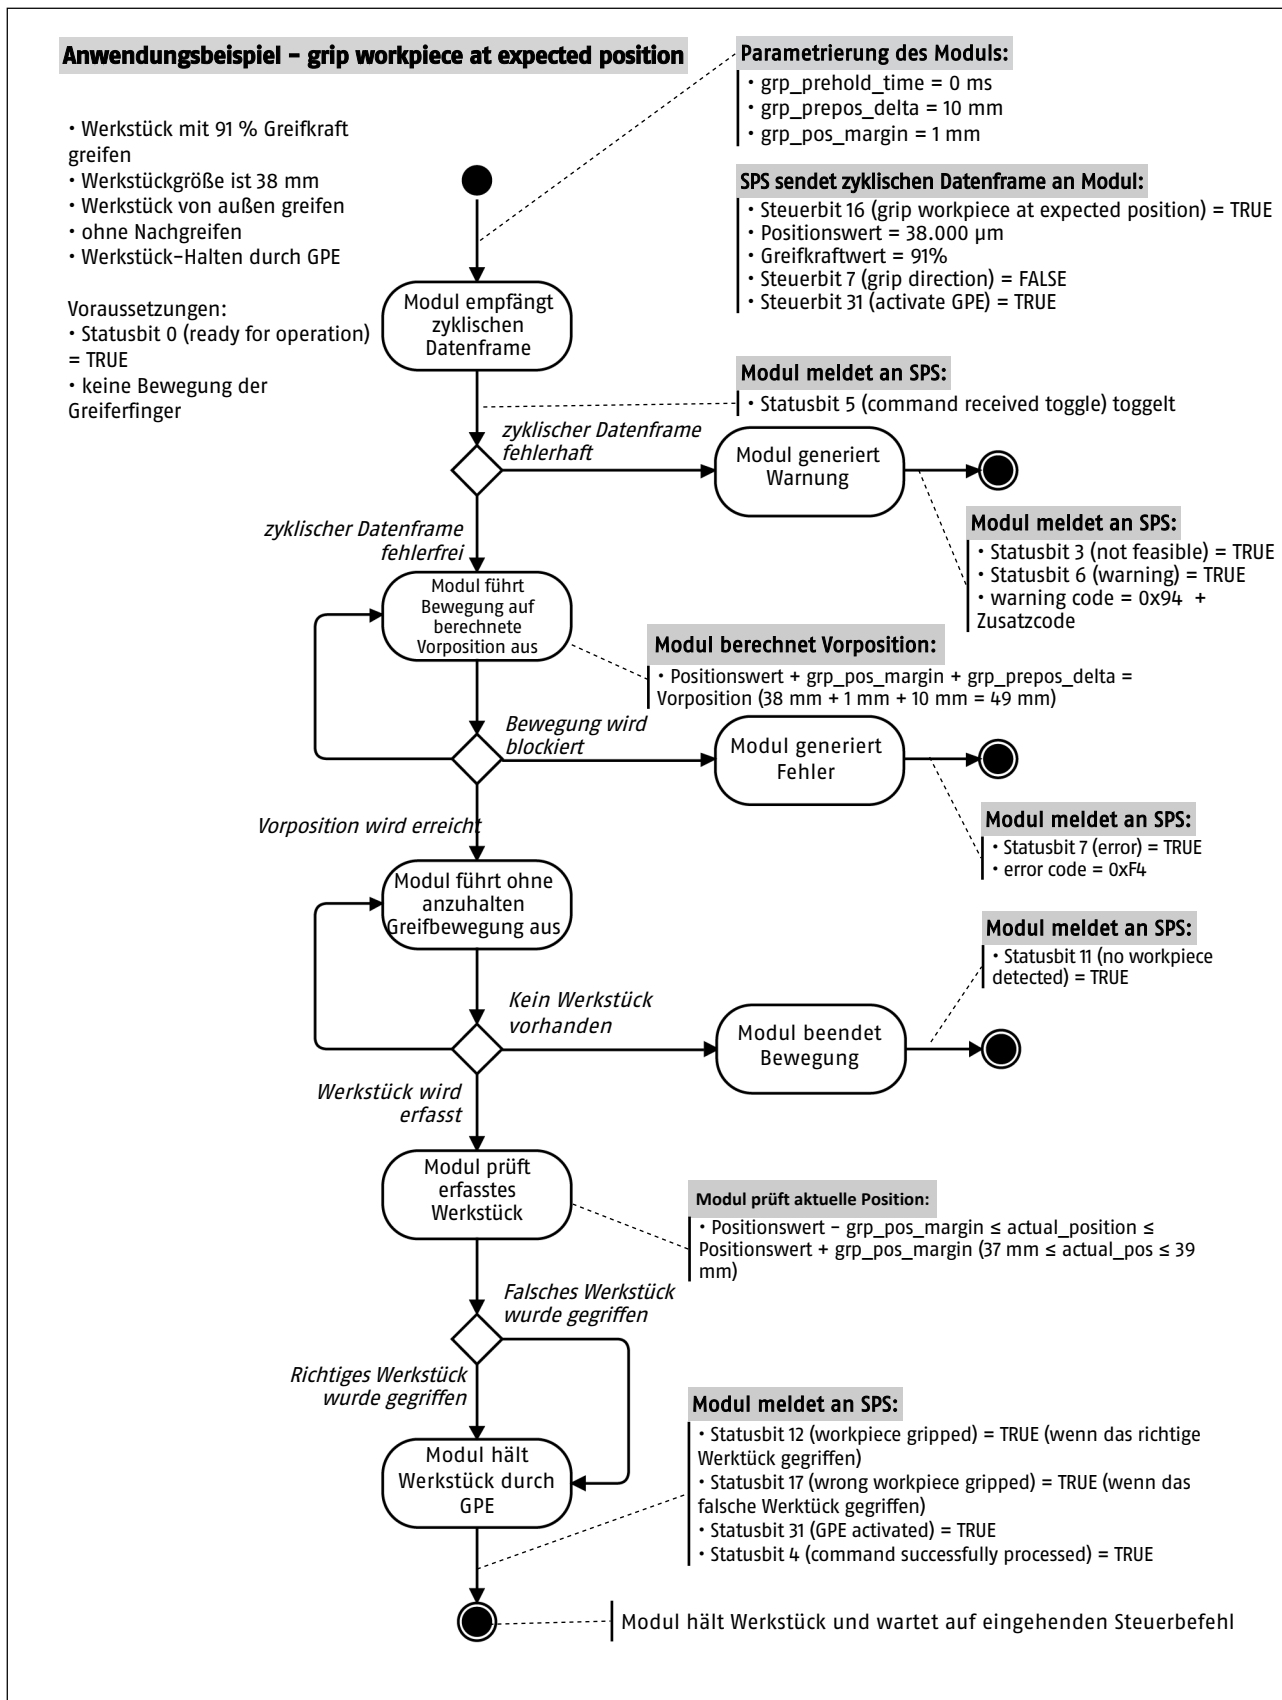 Anwendungsbeispiel – grip workpiece at expected position
• Werkstück mit 91 % Greifkraft
greifen
• Werkstückgröße ist 38 mm
• Werkstück von außen greifen
• ohne Nachgreifen
• Werkstück-Halten durch GPE
Voraussetzungen:
• Statusbit 0 (ready for operation)
= TRUE
• keine Bewegung der
Greiferfinger
Parametrierung des Moduls:
• grp_prehold_time = 0 ms
• grp_prepos_delta = 10 mm
• grp_pos_margin = 1 mm
SPS sendet zyklischen Datenframe an Modul:
• Steuerbit 16 (grip workpiece at expected position) = TRUE
• Positionswert = 38.000 µm
• Greifkraftwert = 91%
• Steuerbit 7 (grip direction) = FALSE
• Steuerbit 31 (activate GPE) = TRUE
Modul empfängt
zyklischen
Datenframe
Modul meldet an SPS:
• Statusbit 5 (command received toggle) toggelt
zyklischer Datenframe
fehlerhaft
Modul generiert
Warnung
Modul meldet an SPS:
• Statusbit 3 (not feasible) = TRUE
• Statusbit 6 (warning) = TRUE
• warning code = 0x94 +
Zusatzcode
zyklischer Datenframe
fehlerfrei
Modul führt
Bewegung auf
berechnete
Vorposition aus
Modul berechnet Vorposition:
• Positionswert + grp_pos_margin + grp_prepos_delta =
Vorposition (38 mm + 1 mm + 10 mm = 49 mm)
Bewegung wird
blockiert
Modul generiert
Fehler
Modul meldet an SPS:
• Statusbit 7 (error) = TRUE
• error code = 0xF4
Vorposition wird erreicht
Modul führt ohne
anzuhalten
Greifbewegung aus
Modul meldet an SPS:
• Statusbit 11 (no workpiece
detected) = TRUE
Kein Werkstück
vorhanden
Modul beendet
Bewegung
Werkstück wird
erfasst
Modul prüft
erfasstes
Werkstück
Modul prüft aktuelle Position:
• Positionswert – grp_pos_margin ≤ actual_position ≤
Positionswert + grp_pos_margin (37 mm ≤ actual_pos ≤ 39
mm)
Falsches Werkstück
wurde gegriffen
Richtiges Werkstück
wurde gegriffen
Modul hält
Werkstück durch
GPE
Modul meldet an SPS:
• Statusbit 12 (workpiece gripped) = TRUE (wenn das richtige
Werktück gegriffen)
• Statusbit 17 (wrong workpiece gripped) = TRUE (wenn das
falsche Werktück gegriffen)
• Statusbit 31 (GPE activated) = TRUE
• Statusbit 4 (command successfully processed) = TRUE
Modul hält Werkstück und wartet auf eingehenden Steuerbefehl